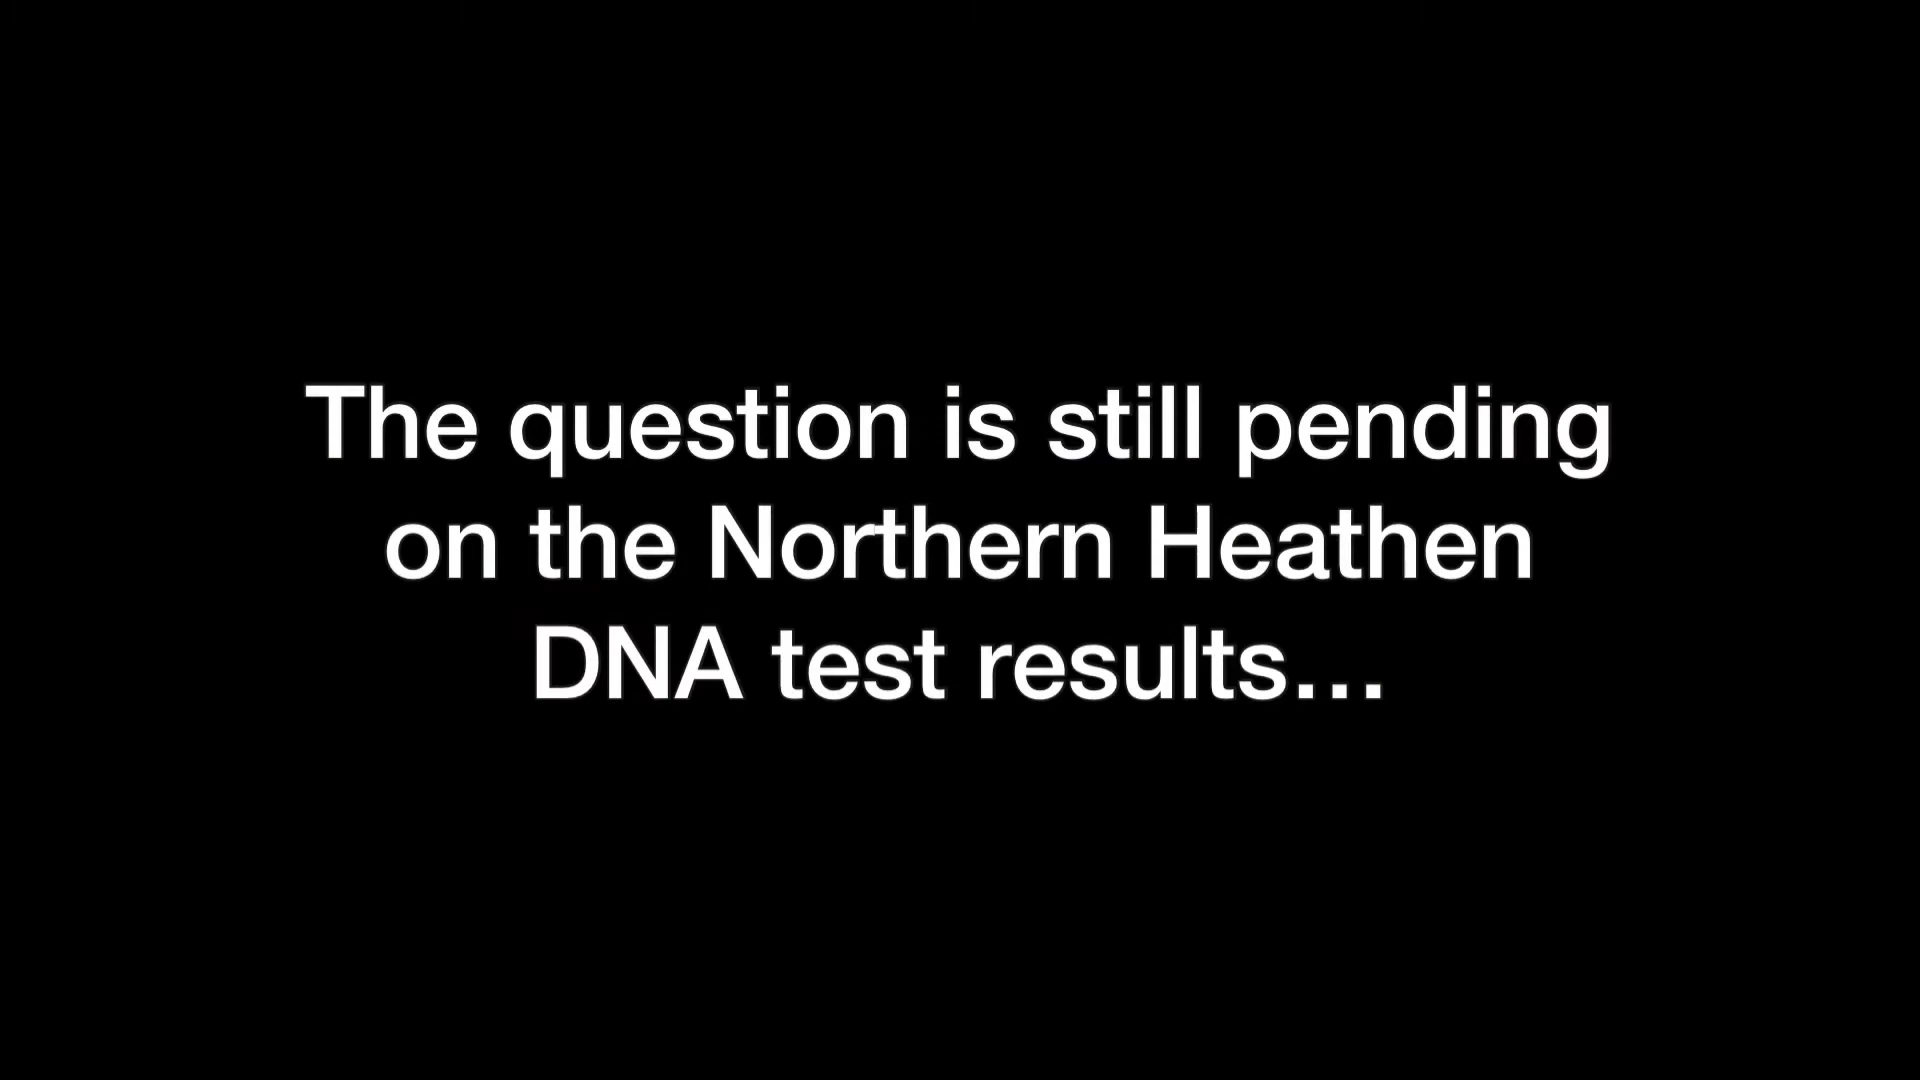 The question is still pending
on the Northern Heathen
DNA test results…